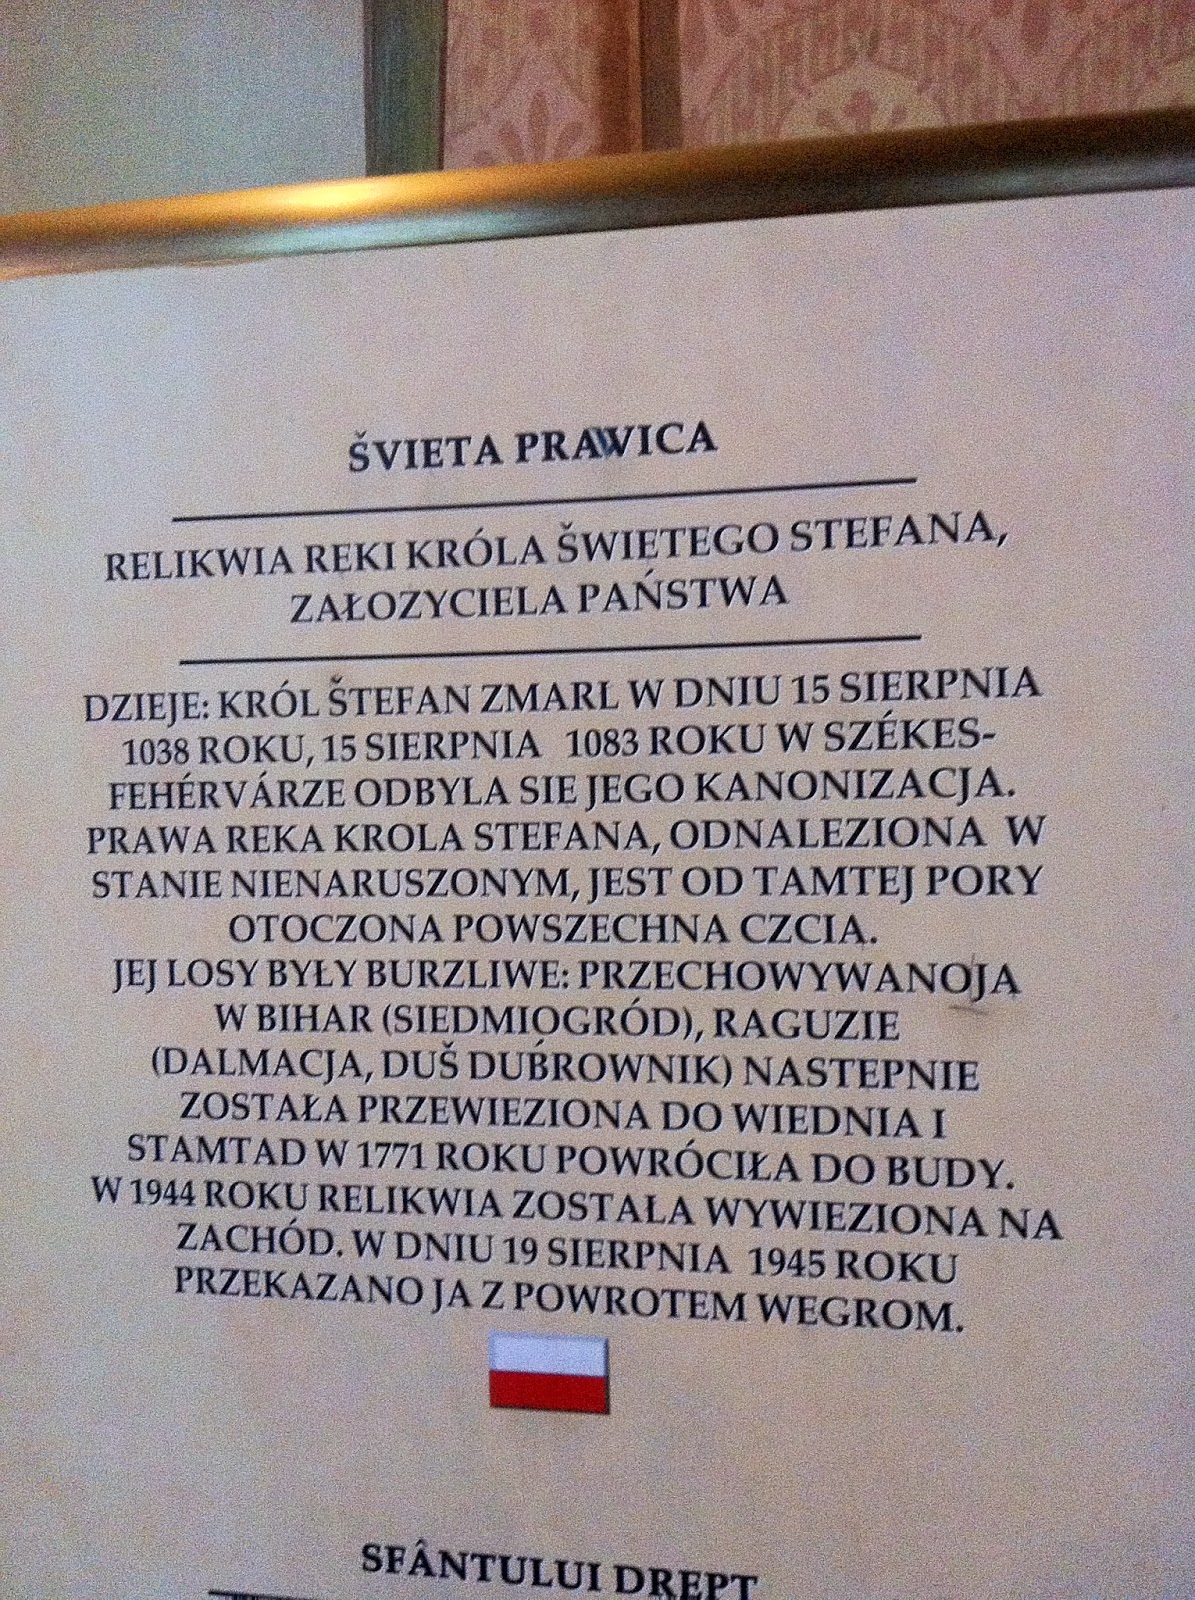 ŠVIETA PRAWICA
RELIKWIA REKI KRÓLA ŠWIETEGO STEFANA,
ZAŁOZYCIELA PAŃSTWA
DZIEJE: KRÓL ŠTEFAN ZMARL W DNIU 15 SIERPNIA
1038 ROKU, 15 SIERPNIA 1083 ROKU W SZÉKES-
FEHÉRVÁRZE ODBYLA SIE JEGO KANONIZACJA.
PRAWA REKA KROLA STEFANA, ODNALEZIONA W
STANIE NIENARUSZONYM, JEST OD TAMTEJ PORY
OTOCZONA POWSZECHNA CZCIA.
JEJ LOSY BYŁY BURZLIWE: PRZECHOWYWANOJA
W BIHAR (SIEDMIOGRÓD), RAGUZIE
(DALMACJA, DUŠ DUBROWNIK) NASTEPNIE
ZOSTAŁA PRZEWIEZIONA DO WIEDNIA I
STAMTAD W 1771 ROKU POWRÓCIŁA DO BUDY.
W 1944 ROKU RELIKWIA ZOSTALA WYWIEZIONA NA
ZACHÓD. W DNIU 19 SIERPNIA 1945 ROKU
PRZEKAZANO JA Z POWROTEM WEGROM.
SFÂNTULUI DREPT